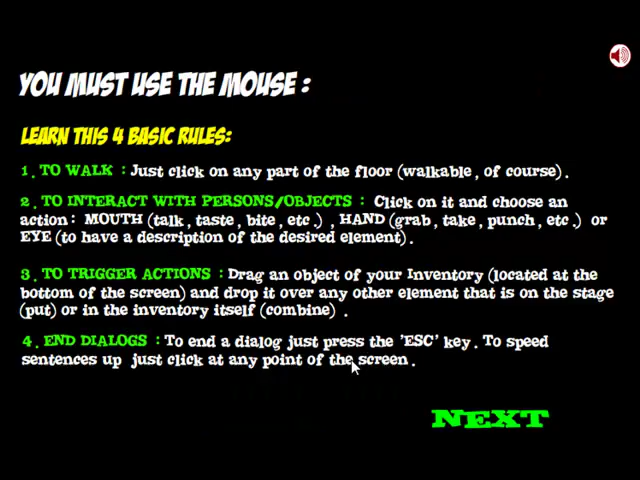 YOU MUST USE THE MOUSE :
LEARN THIS 4 BASIC RULES:
1. TO WALK : Just click on any part of the floor (walkable, of course).
2. TO INTERACT WITH PERSONS/OBJECTS : Click on it and choose an
action: MOUTH (talk, taste, bite, etc.), HAND (grab, take, punch, etc.) or
EYE (to have a description of the desired element).
3. TO TRIGGER ACTIONS : Drag an object of your Inventory (located at the
bottom of the screen) and drop it over any other element that is on the stage
(put) or in the inventory itself (combine).
4. END DIALOGS : To end a dialog just press the 'ESC' key. To speed
sentences up just click at any point of the screen.
NEXT